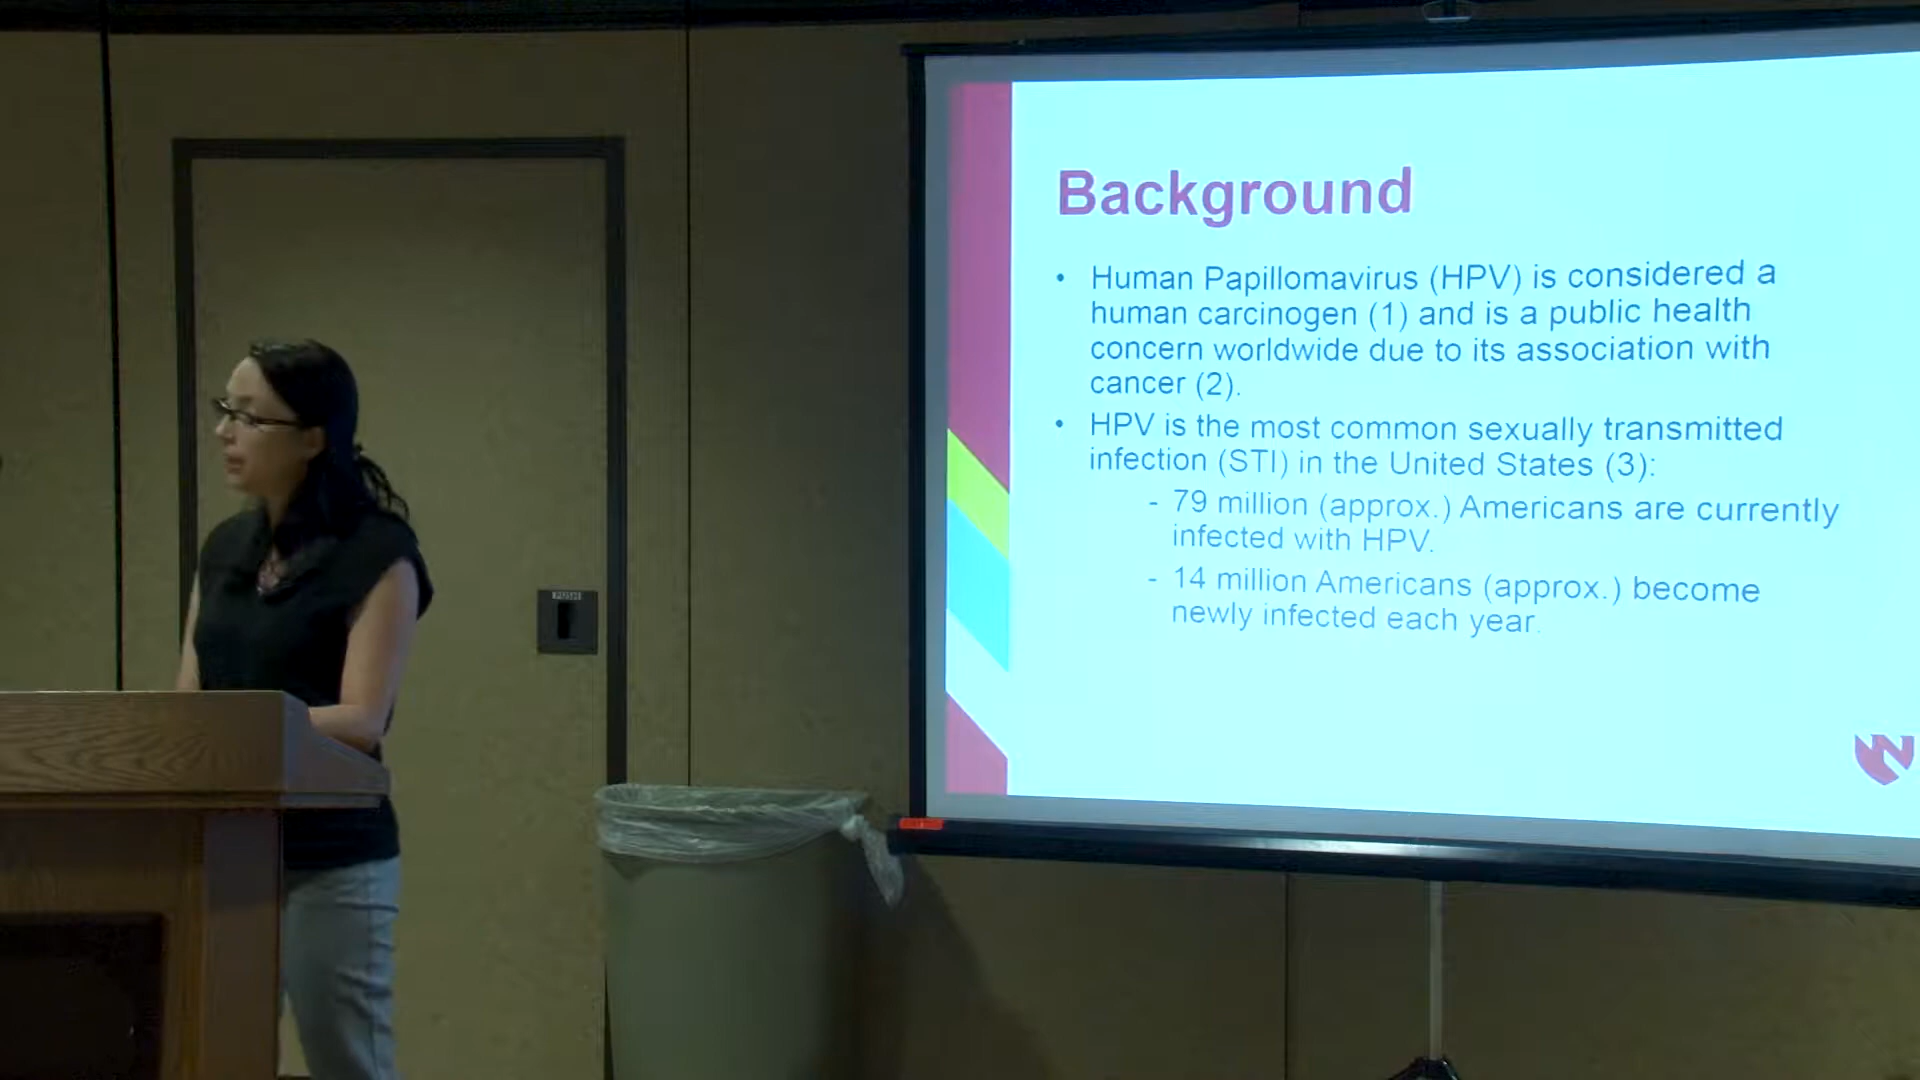 Background
• Human Papillomavirus (HPV) is considered a
human carcinogen (1) and is a public health
concern worldwide due to its association with
cancer (2).
• HPV is the most common sexually transmitted
infection (STI) in the United States (3):
- 79 million (approx.) Americans are currently
infected with HPV.
- 14 million Americans (approx.) become
newly infected each year.
PUSH